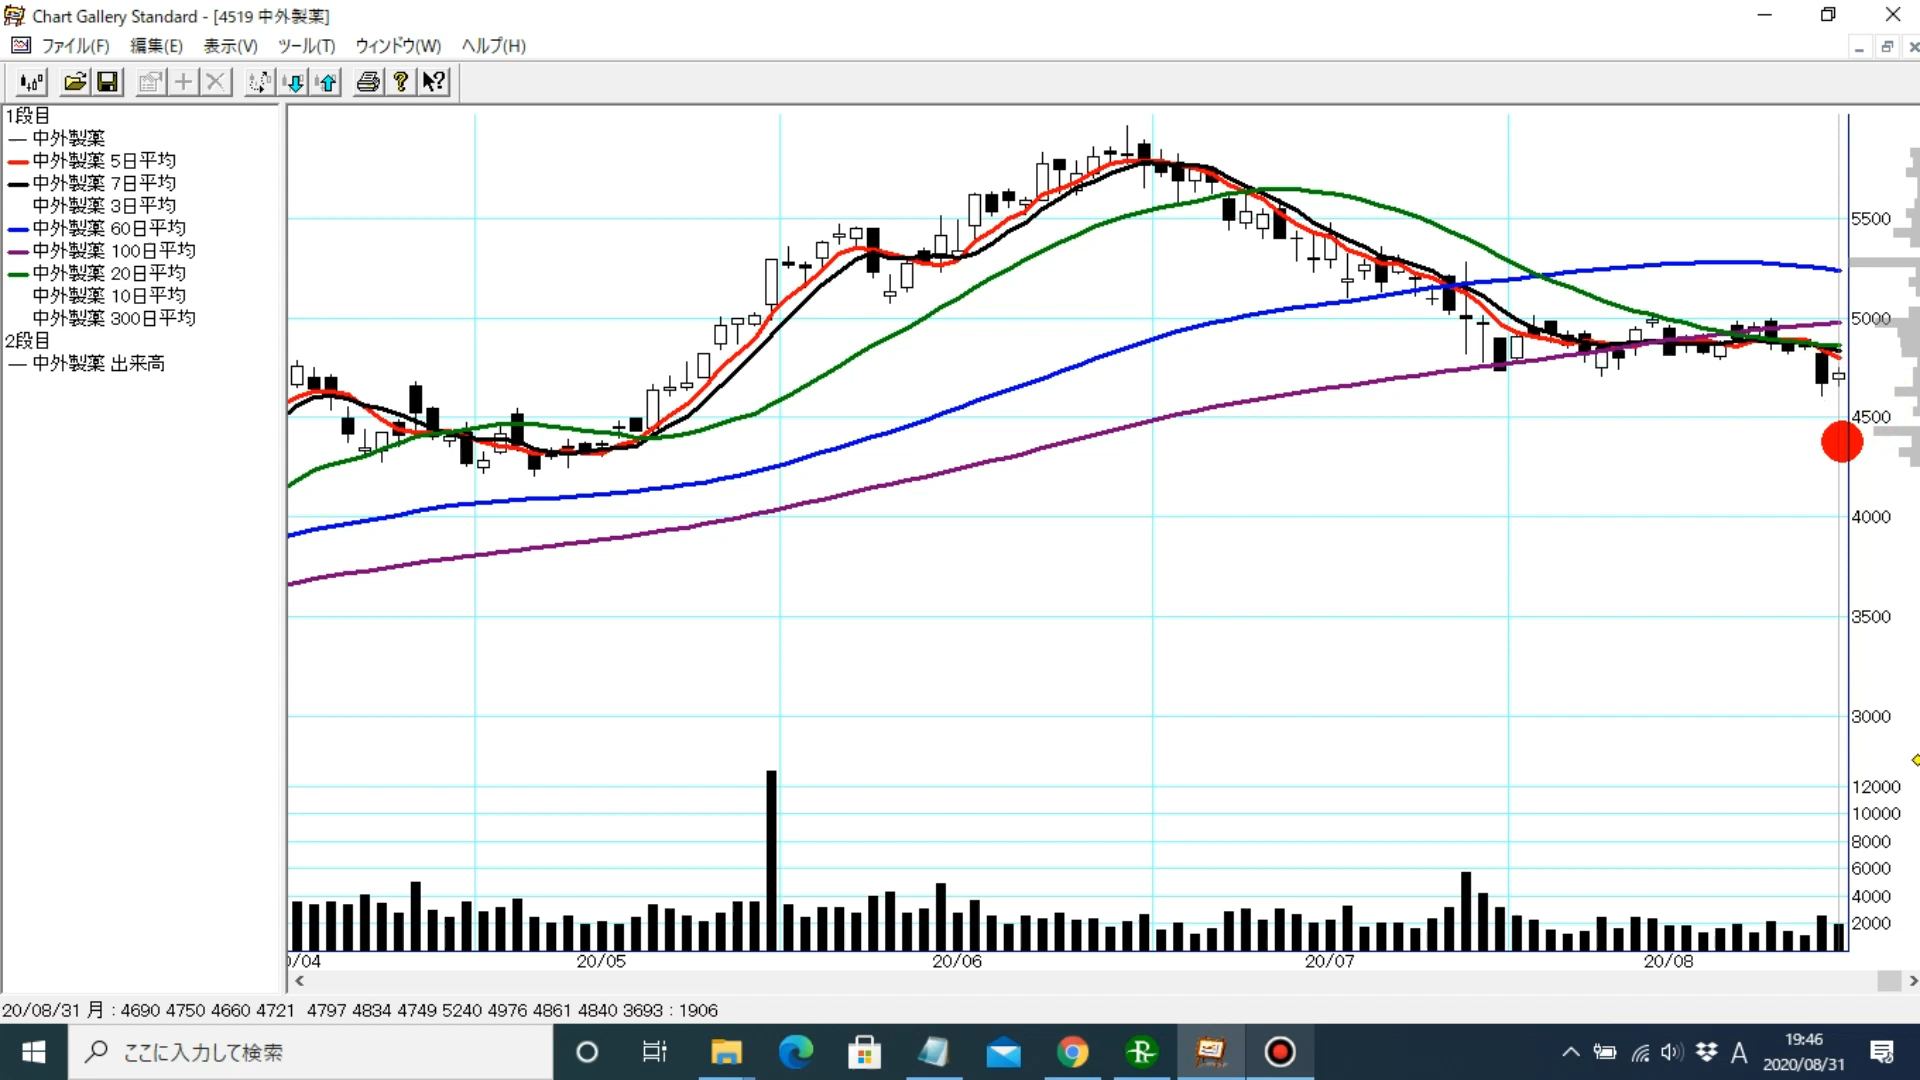 Chart Gallery Standard - [4519 中外製薬]
ファイル(F) 編集(E) 表示(V) ツール(T) ウィンドウ(W) ヘルプ(H)
1段目
中外製薬
中外製薬 5日平均
中外製薬 7日平均
中外製薬 3日平均
中外製薬 60日平均
中外製薬 100日平均
中外製薬 20日平均
中外製薬 10日平均
中外製薬 300日平均
2段目
中外製薬 出来高
5500
5000
4500
4000
3500
3000
12000
10000
8000
6000
4000
2000
/04 20/05 20/06 20/07 20/08
20/08/31 月 : 4690 4750 4660 4721 4797 4834 4749 5240 4976 4861 4840 3693 : 1906
ここに入力して検索
A
19:46
2020/08/31